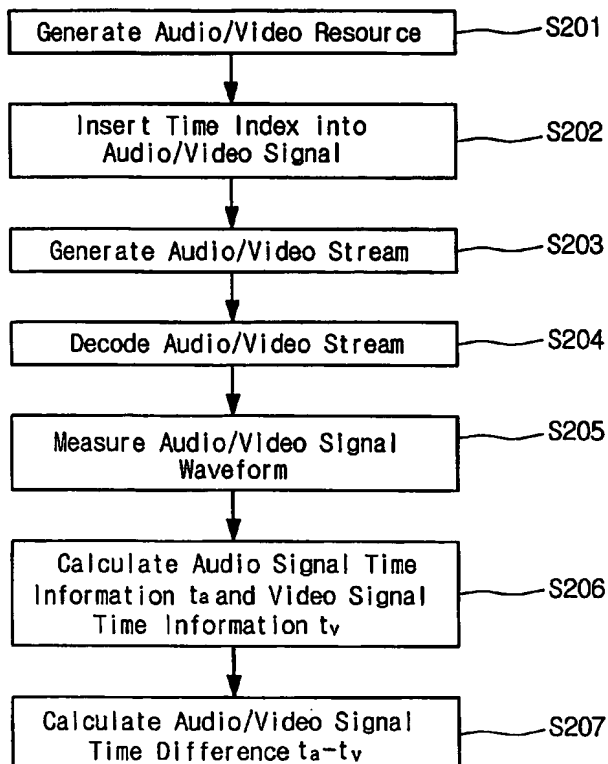 Generate Audio/Video Resource
S201
Insert Time Index into
Audio/Video Signal
S202
Generate Audio/Video Stream
S203
Decode Audio/Video Stream
S204
Measure Audio/Video Signal
Waveform
S205
Calculate Audio Signal Time
Information ta and Video Signal
Time Information tv
S206
Calculate Audio/Video Signal
Time Difference ta-tv
S207